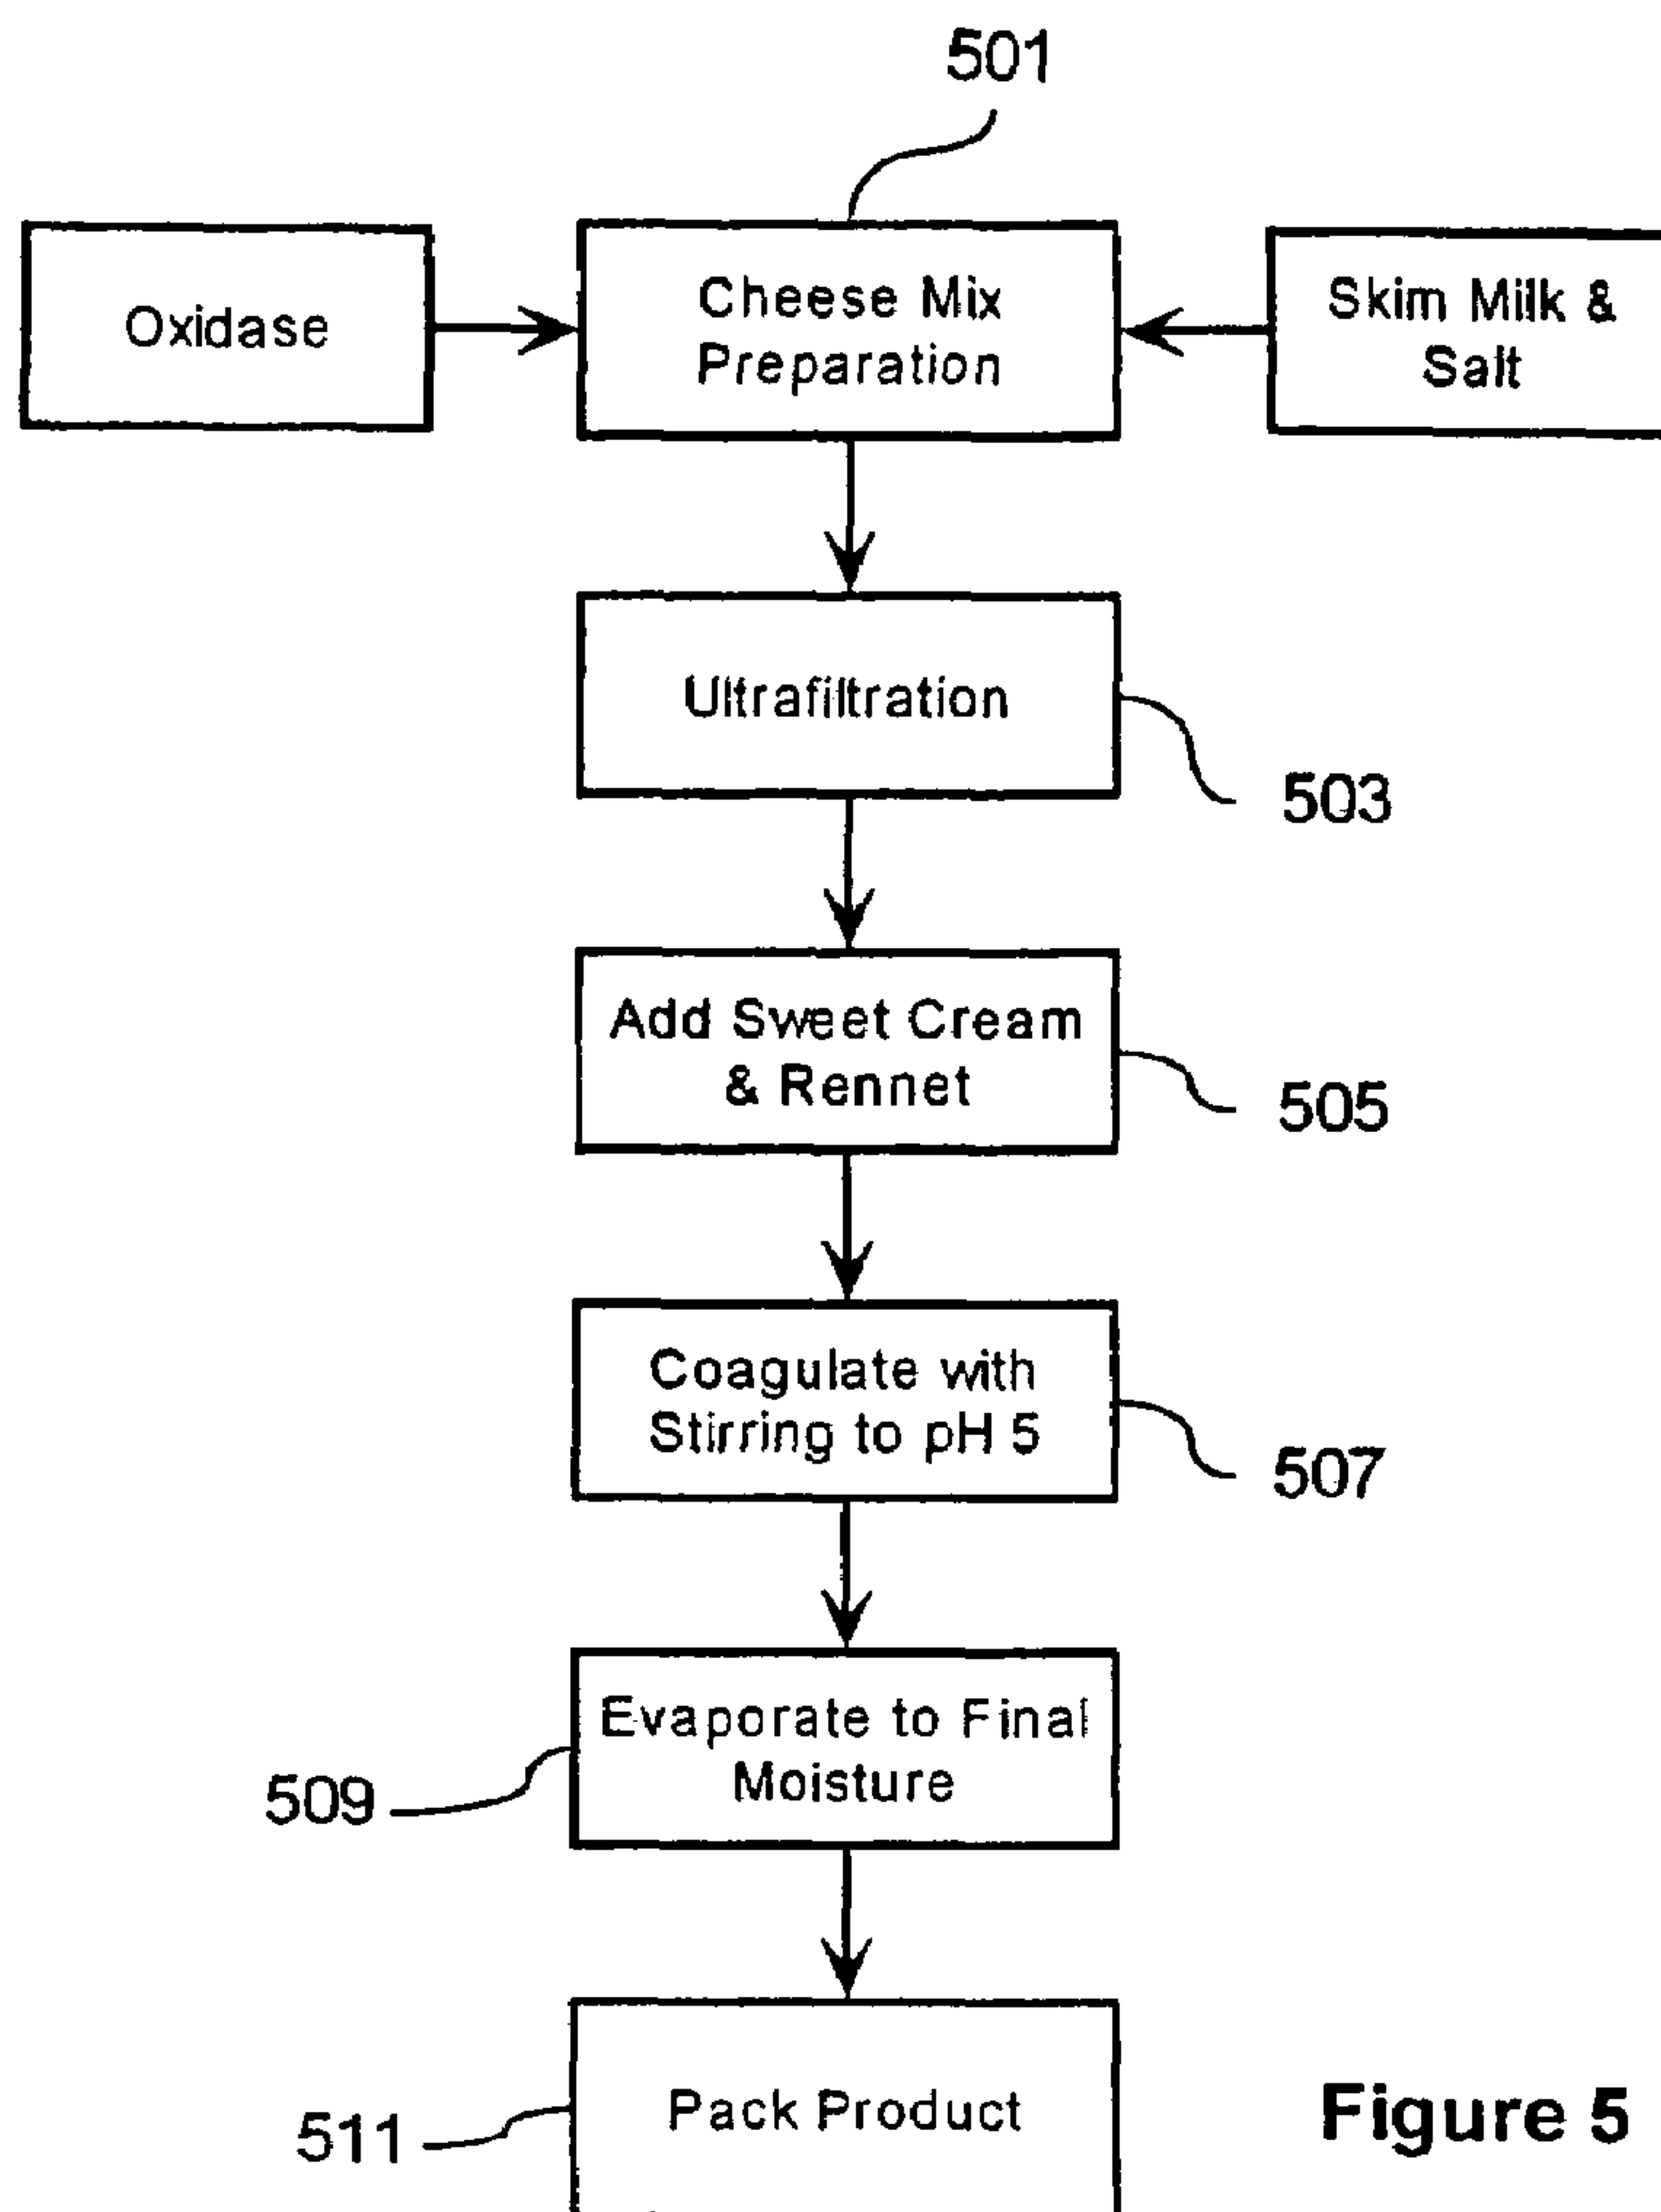 501
Oxidase
Cheese Mix
Preparation
Skim Milk &
Salt
Ultrafiltration
503
Add Sweet Cream
& Rennet
505
Coagulate with
Stirring to pH 5
507
Evaporate to Final
Moisture
509
Pack Product
511
Figure 5